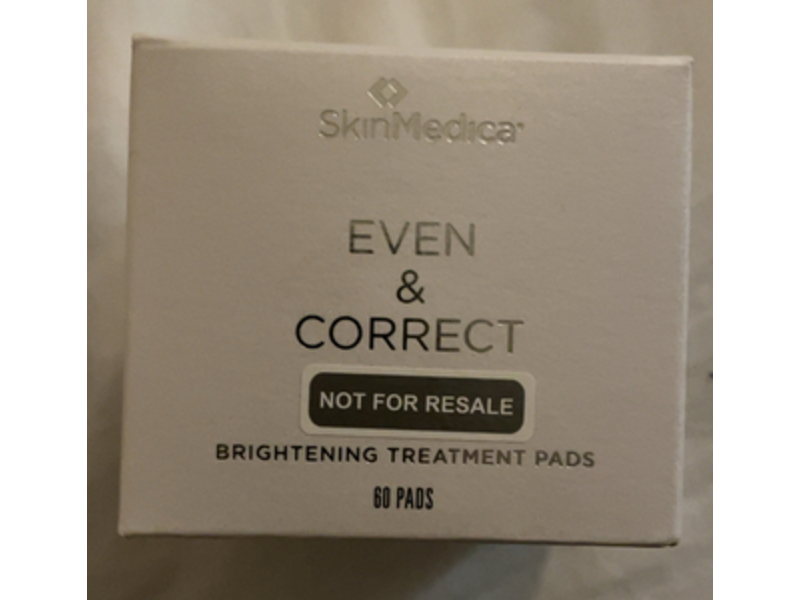 SkinMedica
EVEN
&
CORRECT
NOT FOR RESALE
BRIGHTENING TREATMENT PADS
60 PADS